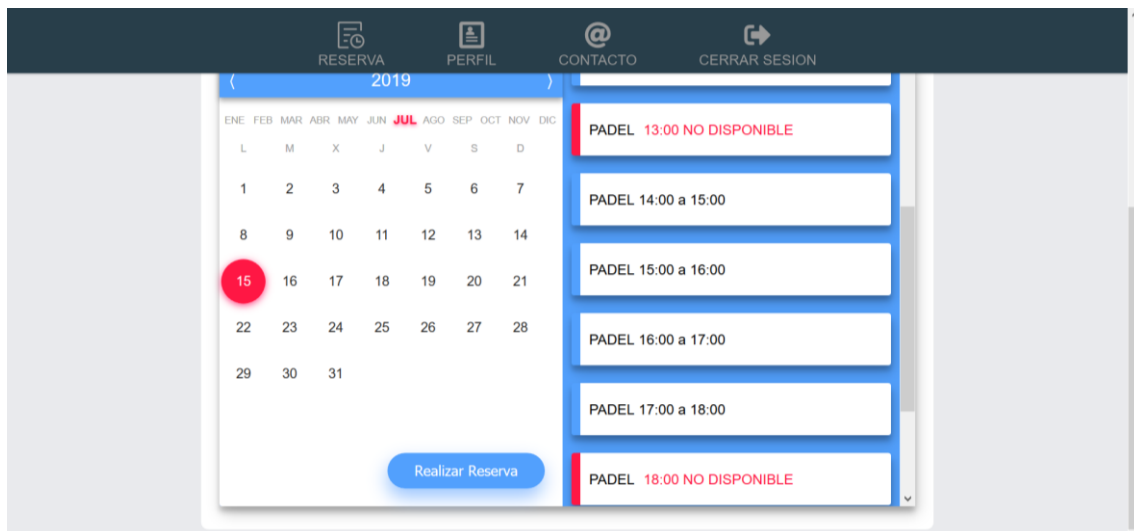 RESERVA PERFIL CONTACTO CERRAR SESION
2019
ENE FEB MAR ABR MAY JUN JUL AGO SEP OCT NOV DIC
L M X J V S D
1 2 3 4 5 6 7
8 9 10 11 12 13 14
15 16 17 18 19 20 21
22 23 24 25 26 27 28
29 30 31
Realizar Reserva
PADEL 13:00 NO DISPONIBLE
PADEL 14:00 a 15:00
PADEL 15:00 a 16:00
PADEL 16:00 a 17:00
PADEL 17:00 a 18:00
PADEL 18:00 NO DISPONIBLE